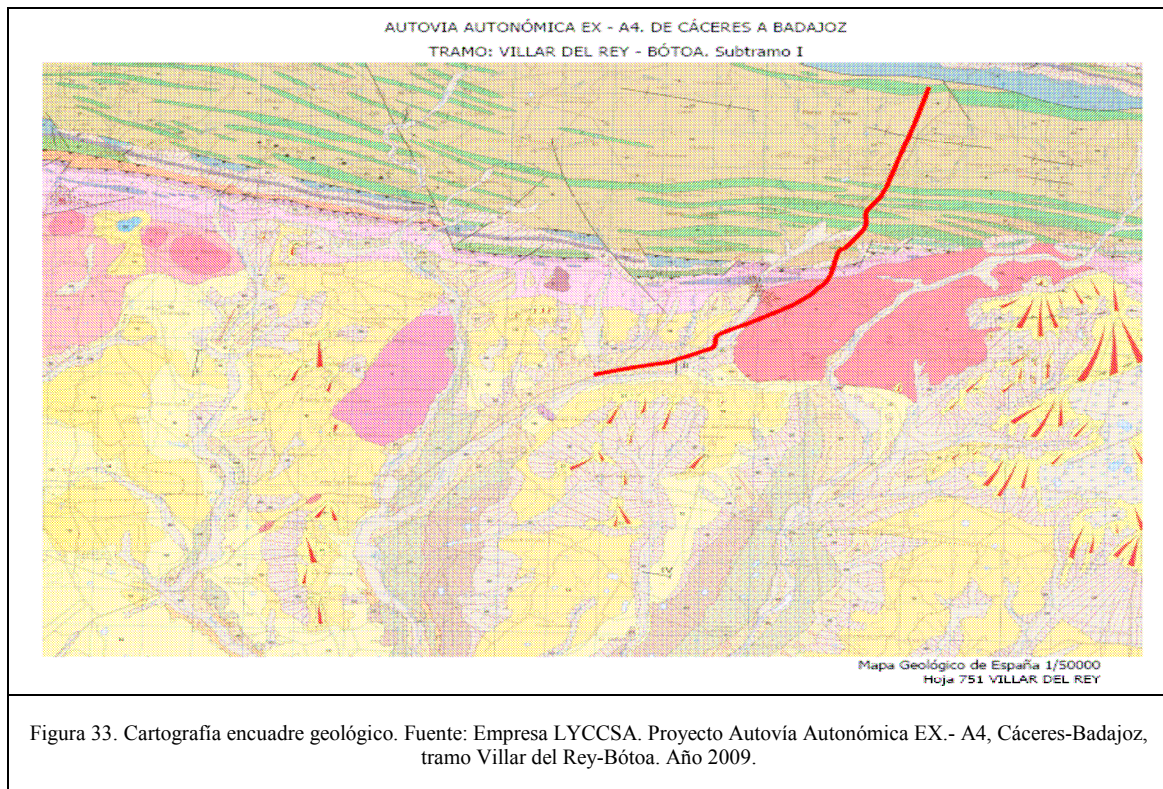 AUTOVIA AUTONÓMICA EX - A4. DE CÁCERES A BADAJOZ
TRAMO: VILLAR DEL REY - BÓTOA. Subtramo I
Mapa Geológico de España 1/50000
Hoja 751 VILLAR DEL REY
Figura 33. Cartografía encuadre geológico. Fuente: Empresa LYCCSA. Proyecto Autovía Autonómica EX.- A4, Cáceres-Badajoz,
tramo Villar del Rey-Bótoa. Año 2009.